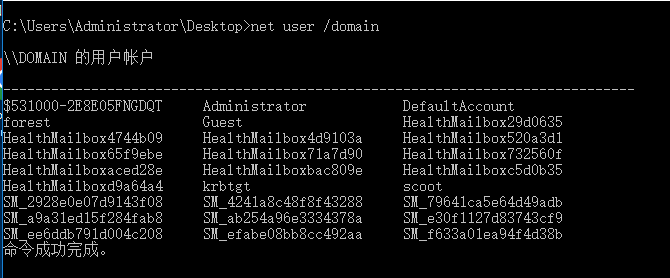 C:\Users\Administrator\Desktop>net user /domain
\\DOMAIN 的用户帐户
-------------------------------------------------------------------------------
$531000-2E8E05FNGDQT Administrator DefaultAccount
forest Guest HealthMailbox29d0635
HealthMailbox4744b09 HealthMailbox4d9103a HealthMailbox520a3d1
HealthMailbox65f9ebe HealthMailbox71a7d90 HealthMailbox732560f
HealthMailboxaced28e HealthMailboxbac809e HealthMailboxc5d0b35
HealthMailboxd9a64a4 krbtgt scoot
SM_2928e0e07d9143f08 SM_4241a8c48f8f43288 SM_79641ca5e64d49adb
SM_a9a31ed15f284fab8 SM_ab254a96e3334378a SM_e30f1127d83743cf9
SM_ee6ddb791d004c208 SM_efabe08bb8cc492aa SM_f633a01ea94f4d38b
命令成功完成。